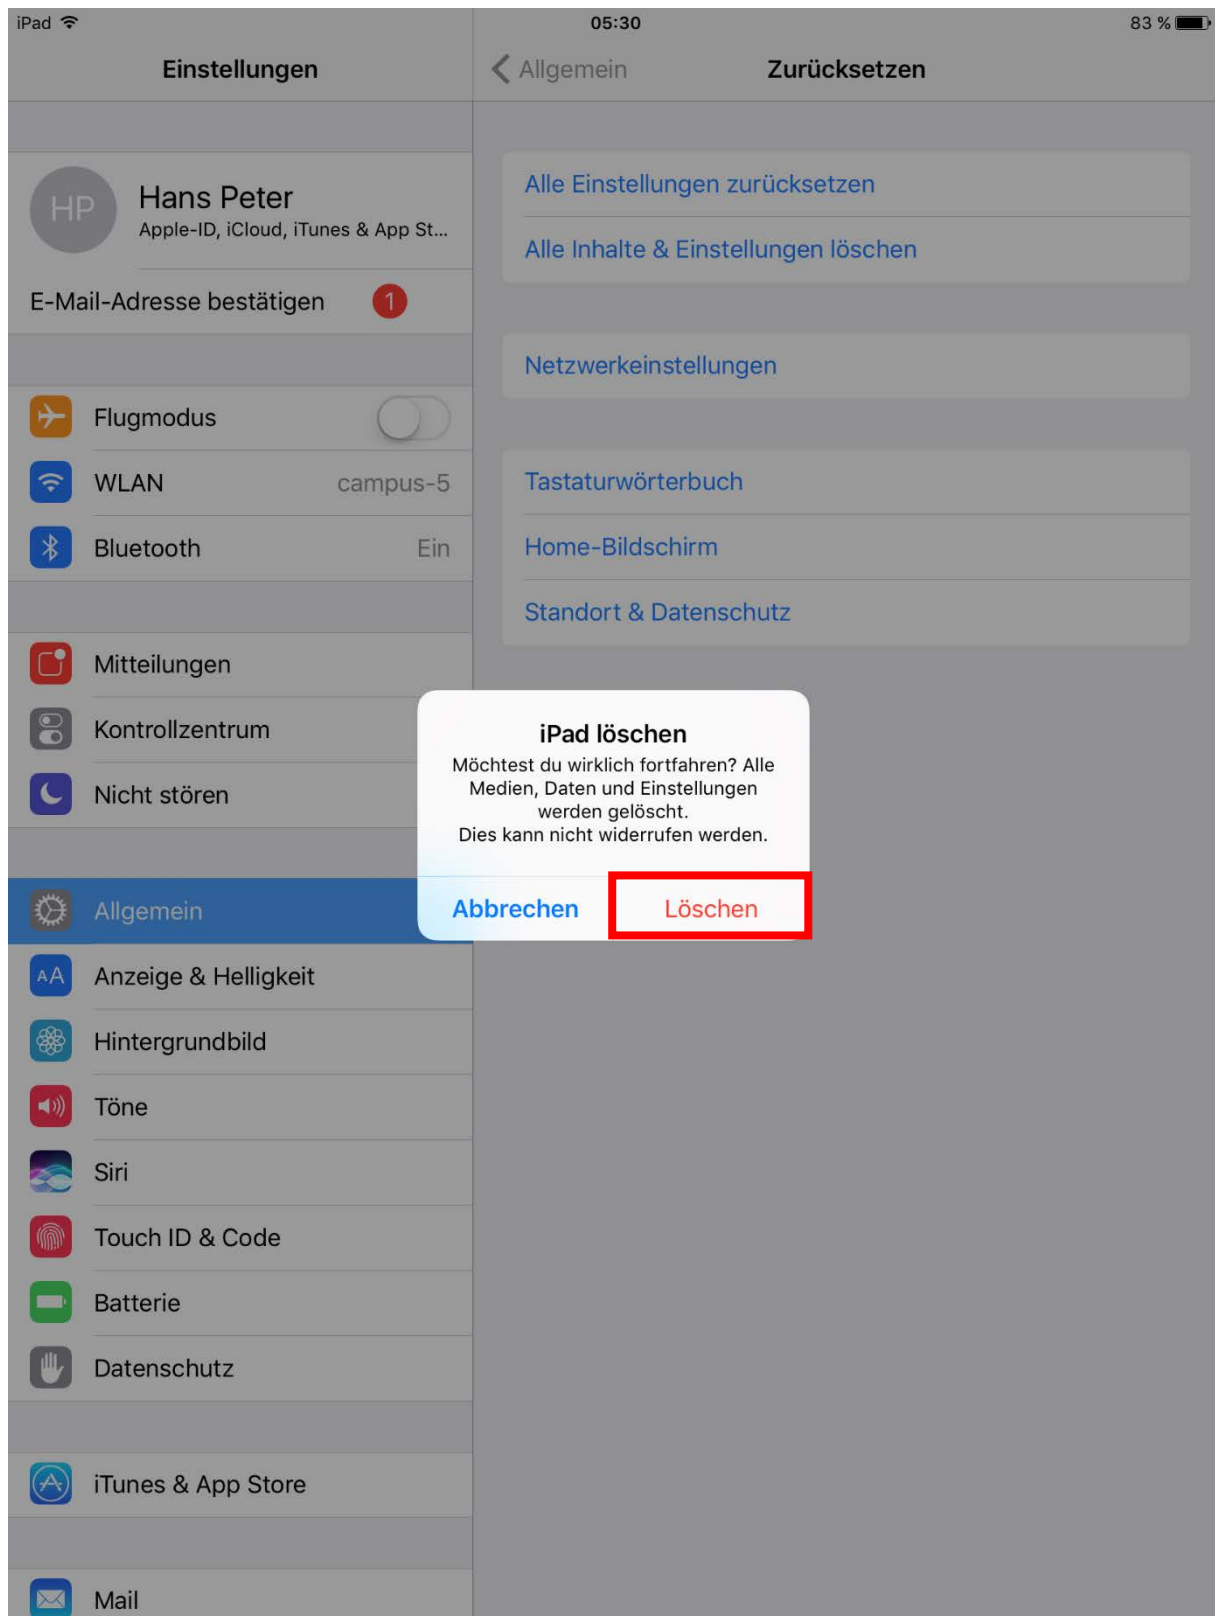 iPad
05:30
83 %
Einstellungen
Allgemein
Zurücksetzen
HP
Hans Peter
Apple-ID, iCloud, iTunes & App St...
E-Mail-Adresse bestätigen
1
Flugmodus
WLAN
campus-5
Bluetooth
Ein
Mitteilungen
Kontrollzentrum
Nicht stören
Allgemein
AA
Anzeige & Helligkeit
Hintergrundbild
Töne
Siri
Touch ID & Code
Batterie
Datenschutz
iTunes & App Store
Mail
Alle Einstellungen zurücksetzen
Alle Inhalte & Einstellungen löschen
Netzwerkeinstellungen
Tastaturwörterbuch
Home-Bildschirm
Standort & Datenschutz
iPad löschen
Möchtest du wirklich fortfahren? Alle
Medien, Daten und Einstellungen
werden gelöscht.
Dies kann nicht widerrufen werden.
Abbrechen
Löschen